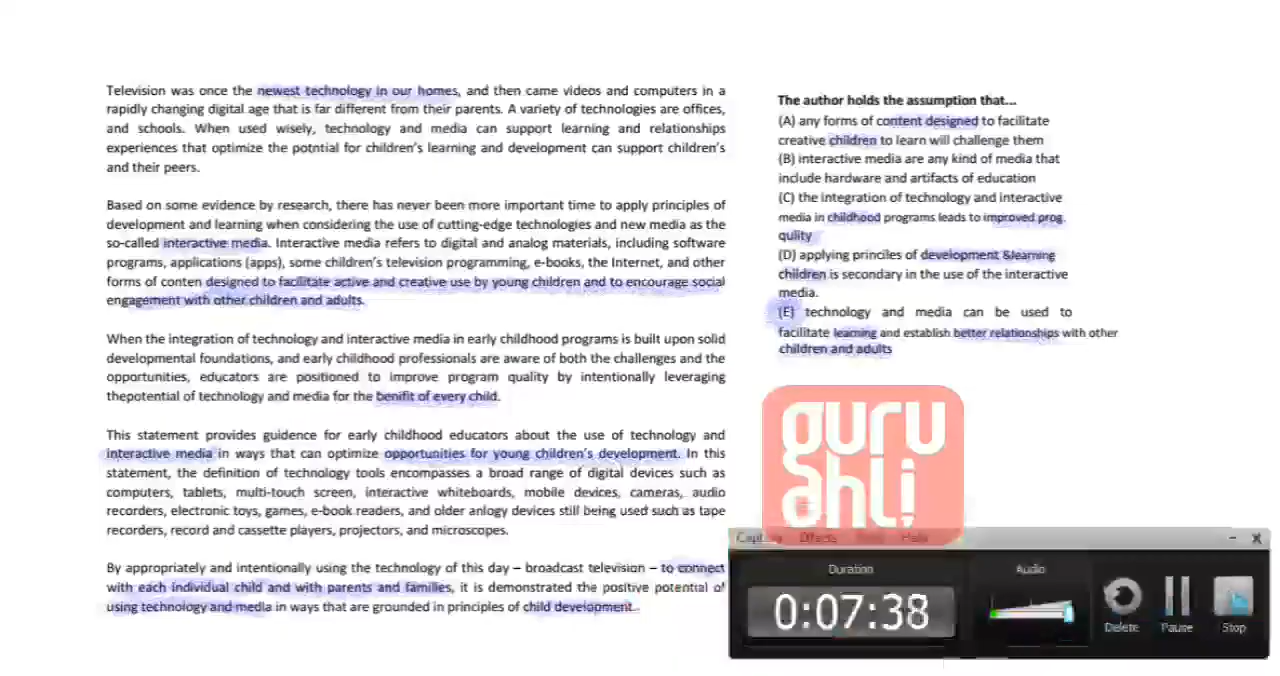 Television was once the newest technology in our homes, and then came videos and computers in a
rapidly changing digital age that is far different from their parents. A variety of technologies are offices,
and schools. When used wisely, technology and media can support learning and relationships
experiences that optimize the potntial for children's learning and development can support children's
and their peers.
Based on some evidence by research, there has never been more important time to apply principles of
development and learning when considering the use of cutting-edge technologies and new media as the
so-called interactive media. Interactive media refers to digital and analog materials, including software
programs, applications (apps), some children's television programming, e-books, the Internet, and other
forms of conten designed to facilitate active and creative use by young children and to encourage social
engagement with other children and adults.
When the integration of technology and interactive media in early childhood programs is built upon solid
developmental foundations, and early childhood professionals are aware of both the challenges and the
opportunities, educators are positioned to improve program quality by intentionally leveraging
thepotential of technology and media for the benifit of every child.
This statement provides guidence for early childhood educators about the use of technology and
interactive media in ways that can optimize opportunities for young children's development. In this
statement, the definition of technology tools encompasses a broad range of digital devices such as
computers, tablets, multi-touch screen, interactive whiteboards, mobile devices, cameras, audio
recorders, electronic toys, games, e-book readers, and older anlogy devices still being used such as tape
recorders, record and cassette players, projectors, and microscopes.
By appropriately and intentionally using the technology of this day – broadcast television – to connect
with each individual child and with parents and families, it is demonstrated the positive potential of
using technology and media in ways that are grounded in principles of child development.
The author holds the assumption that...
(A) any forms of content designed to facilitate
creative children to learn will challenge them
(B) interactive media are any kind of media that
include hardware and artifacts of education
(C) the integration of technology and interactive
media in childhood programs leads to improved prog.
qulity
(D) applying princiles of development &learning
children is secondary in the use of the interactive
media.
(E) technology and media can be used to
facilitate learning and establish better relationships with other
children and adults
guru
ahli
Capture Effects Tools Help
Duration
Audio
0:07:38
Delete Pause Stop